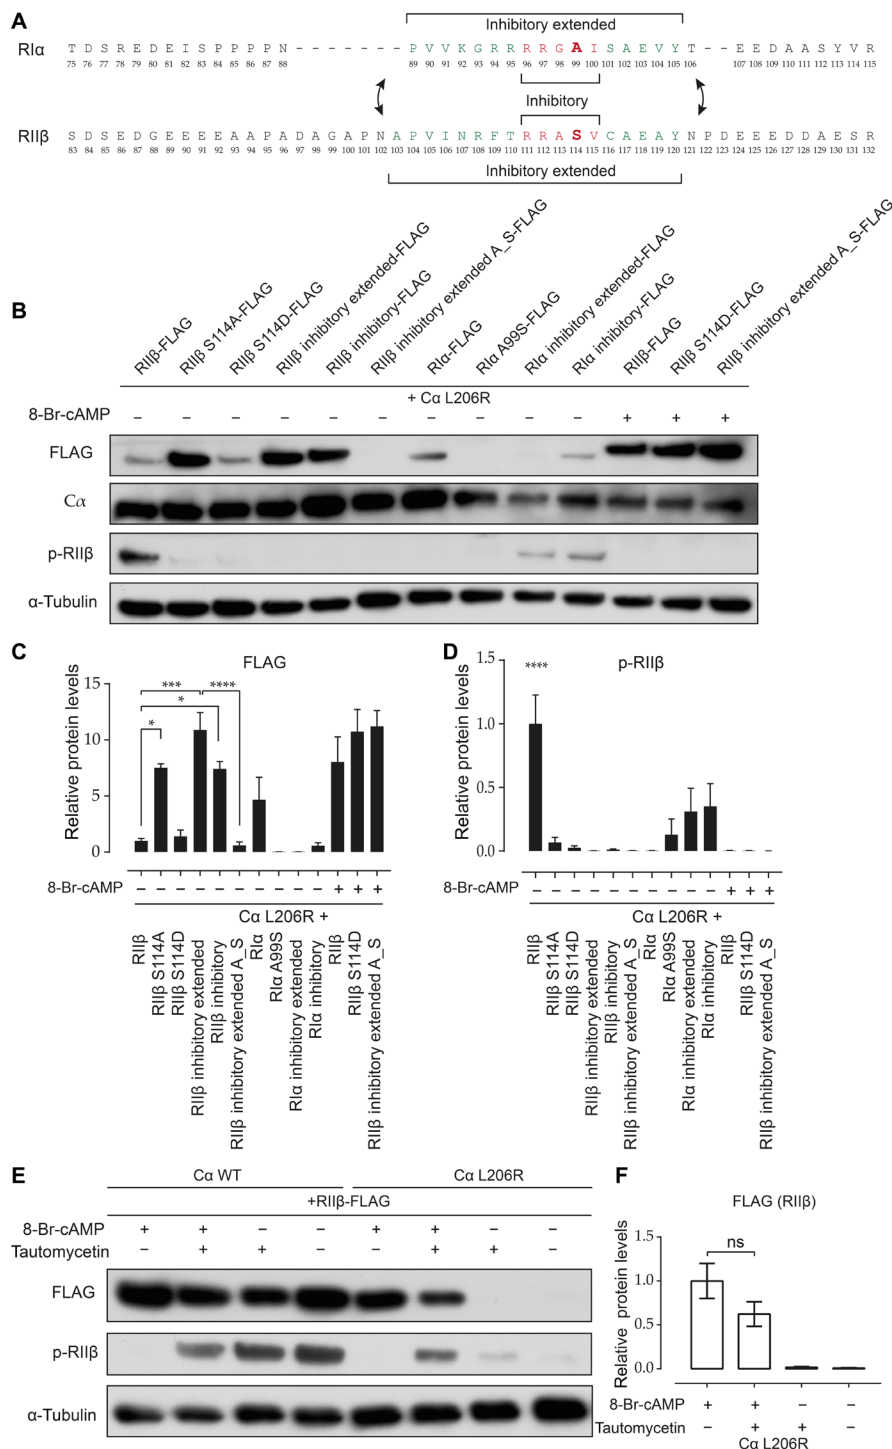 A
Inhibitory extended
RIα T D S R E D E I S P P P P N - - - - - - - P V V K G R R R R G A I S A E V Y T - - E E D A A S Y V R
75 76 77 78 79 80 81 82 83 84 85 86 87 88 89 90 91 92 93 94 95 96 97 98 99 100 101 102 103 104 105 106 107 108 109 110 111 112 113 114 115
Inhibitory
RIIβ S D S E D G E E E E A A P A D A G A P N A P V I N R F T R R A S V C A E A Y N P D E E E D D A E S R
83 84 85 86 87 88 89 90 91 92 93 94 95 96 97 98 99 100 101 102 103 104 105 106 107 108 109 110 111 112 113 114 115 116 117 118 119 120 121 122 123 124 125 126 127 128 129 130 131 132
Inhibitory extended
B
RIIβ-FLAG
RIIβ S114A-FLAG
RIIβ S114D-FLAG
RIIβ inhibitory extended-FLAG
RIIβ inhibitory-FLAG
RIIβ inhibitory extended A_S-FLAG
RIα-FLAG
RIα A99S-FLAG
RIα inhibitory extended-FLAG
RIα inhibitory-FLAG
RIIβ-FLAG
RIIβ S114D-FLAG
RIIβ inhibitory extended A_S-FLAG
+ Cα L206R
8-Br-cAMP − − − − − − − − − − + + +
FLAG
Cα
p-RIIβ
α-Tubulin
C
FLAG
Relative protein levels
15
10
5
0
*
***
*
****
8-Br-cAMP − − − − − − − − − − + + +
Cα L206R +
RIIβ
RIIβ S114A
RIIβ S114D
RIIβ inhibitory extended
RIIβ inhibitory
RIIβ inhibitory extended A_S
RIα
RIα A99S
RIα inhibitory extended
RIα inhibitory
RIIβ
RIIβ S114D
RIIβ inhibitory extended A_S
D
p-RIIβ
Relative protein levels
1.5
1.0
0.5
0.0
****
8-Br-cAMP − − − − − − − − − − + + +
Cα L206R +
RIIβ
RIIβ S114A
RIIβ S114D
RIIβ inhibitory extended
RIIβ inhibitory
RIIβ inhibitory extended A_S
RIα
RIα A99S
RIα inhibitory extended
RIα inhibitory
RIIβ
RIIβ S114D
RIIβ inhibitory extended A_S
E
Cα WT Cα L206R
+RIIβ-FLAG
8-Br-cAMP + + − − + + − −
Tautomycetin − + + − − + + −
FLAG
p-RIIβ
α-Tubulin
F
FLAG (RIIβ)
Relative protein levels
1.5
1.0
0.5
0.0
ns
8-Br-cAMP + + − −
Tautomycetin − + + −
Cα L206R